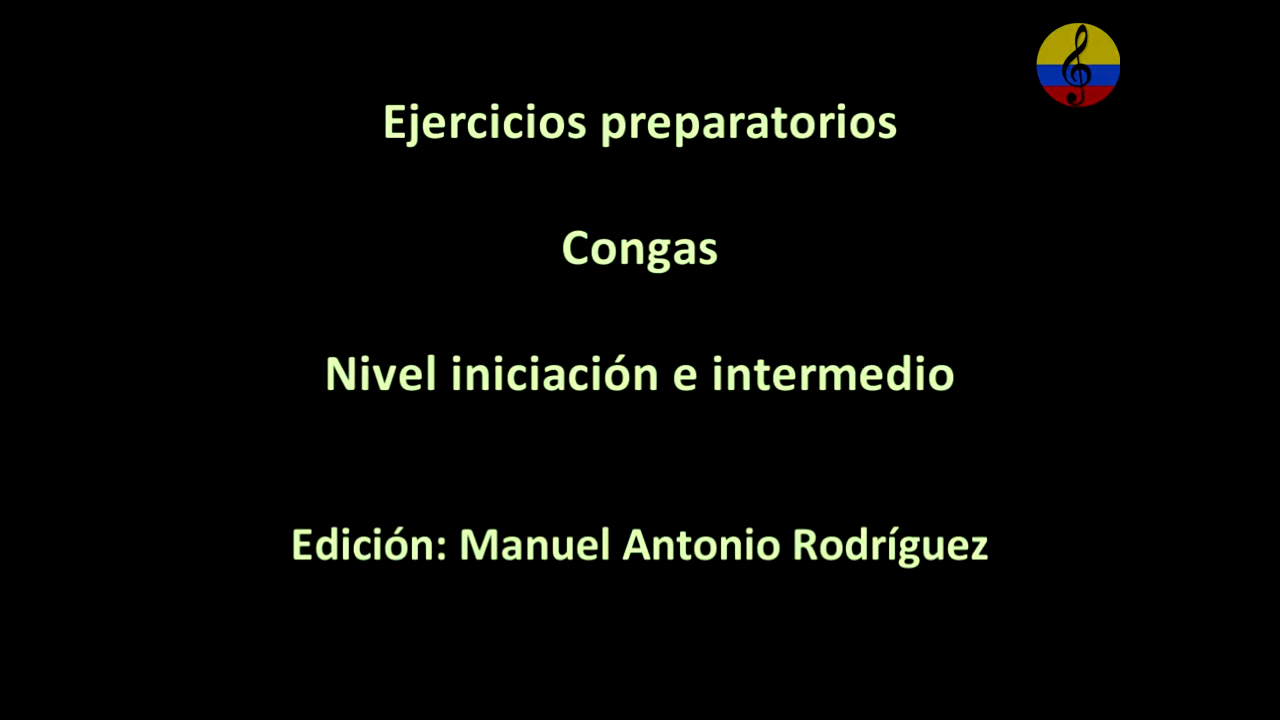 Ejercicios preparatorios
Congas
Nivel iniciación e intermedio
Edición: Manuel Antonio Rodríguez